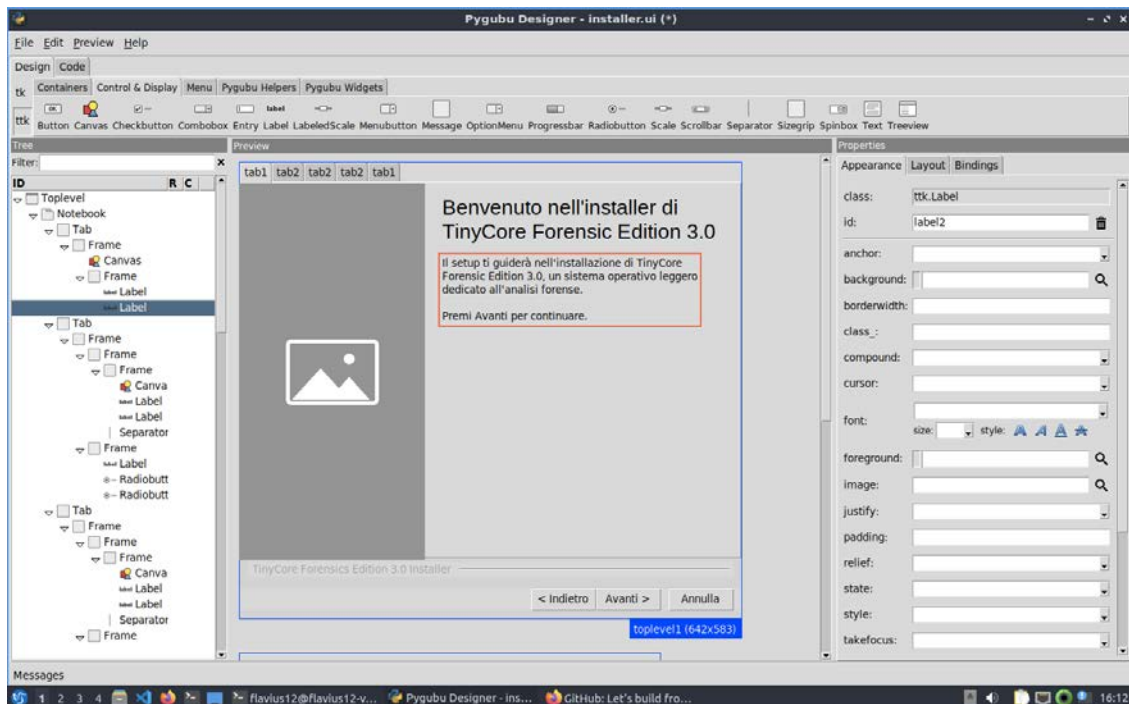 Pygubu Designer - installer.ui (*)
File Edit Preview Help
Design Code
tk
ttk
Containers Control & Display Menu Pygubu Helpers Pygubu Widgets
OK label
Button Canvas Checkbutton Combobox Entry Label LabeledScale Menubutton Message OptionMenu Progressbar Radiobutton Scale Scrollbar Separator Sizegrip Spinbox Text Treeview
Tree
Filter: x
ID R C
Toplevel
Notebook
Tab
Frame
Canvas
Frame
Label
Label
Tab
Frame
Frame
Frame
Canva
Label
Label
Separator
Frame
Label
Radiobutt
Radiobutt
Tab
Frame
Frame
Frame
Canva
Label
Label
Separator
Frame
Preview
tab1 tab2 tab2 tab2 tab1
Benvenuto nell'installer di
TinyCore Forensic Edition 3.0
Il setup ti guiderà nell'installazione di TinyCore
Forensic Edition 3.0, un sistema operativo leggero
dedicato all'analisi forense.
Premi Avanti per continuare.
TinyCore Forensics Edition 3.0 Installer
< Indietro Avanti > Annulla
toplevel1 (642x583)
Properties
Appearance Layout Bindings
class: ttk.Label
id: label2
anchor:
background:
borderwidth:
class_:
compound:
cursor:
font:
size: style: A A A A
foreground:
image:
justify:
padding:
relief:
state:
style:
takefocus:
Messages
1 2 3 4 flavius12@flavius12-v... Pygubu Designer - ins... GitHub: Let's build fro... 16:12